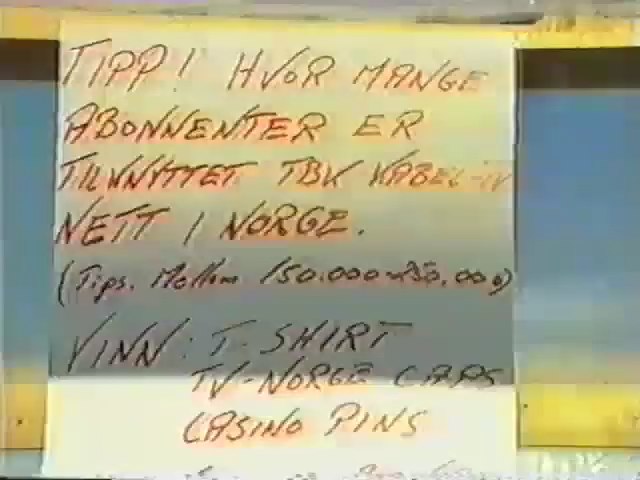 TIPP! HVOR MANGE
ABONNENTER ER
TILKNYTTET TBK KABEL-TV
NETT I NORGE.
(Tips. Mellom 150.000-250.000)
VINN: T-SHIRT
TV-NORGE CAPS
CASINO PINS